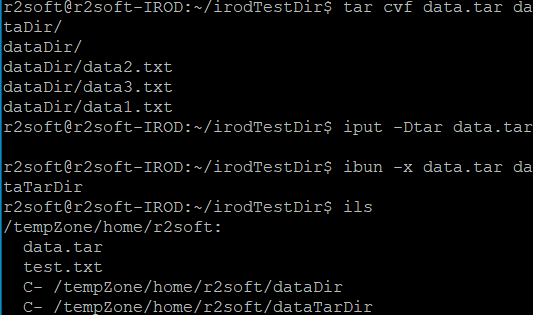 r2soft@r2soft-IROD:~/irodTestDir$ tar cvf data.tar da
taDir/
dataDir/
dataDir/data2.txt
dataDir/data3.txt
dataDir/data1.txt
r2soft@r2soft-IROD:~/irodTestDir$ iput -Dtar data.tar
r2soft@r2soft-IROD:~/irodTestDir$ ibun -x data.tar da
taTarDir
r2soft@r2soft-IROD:~/irodTestDir$ ils
/tempZone/home/r2soft:
  data.tar
  test.txt
  C- /tempZone/home/r2soft/dataDir
  C- /tempZone/home/r2soft/dataTarDir